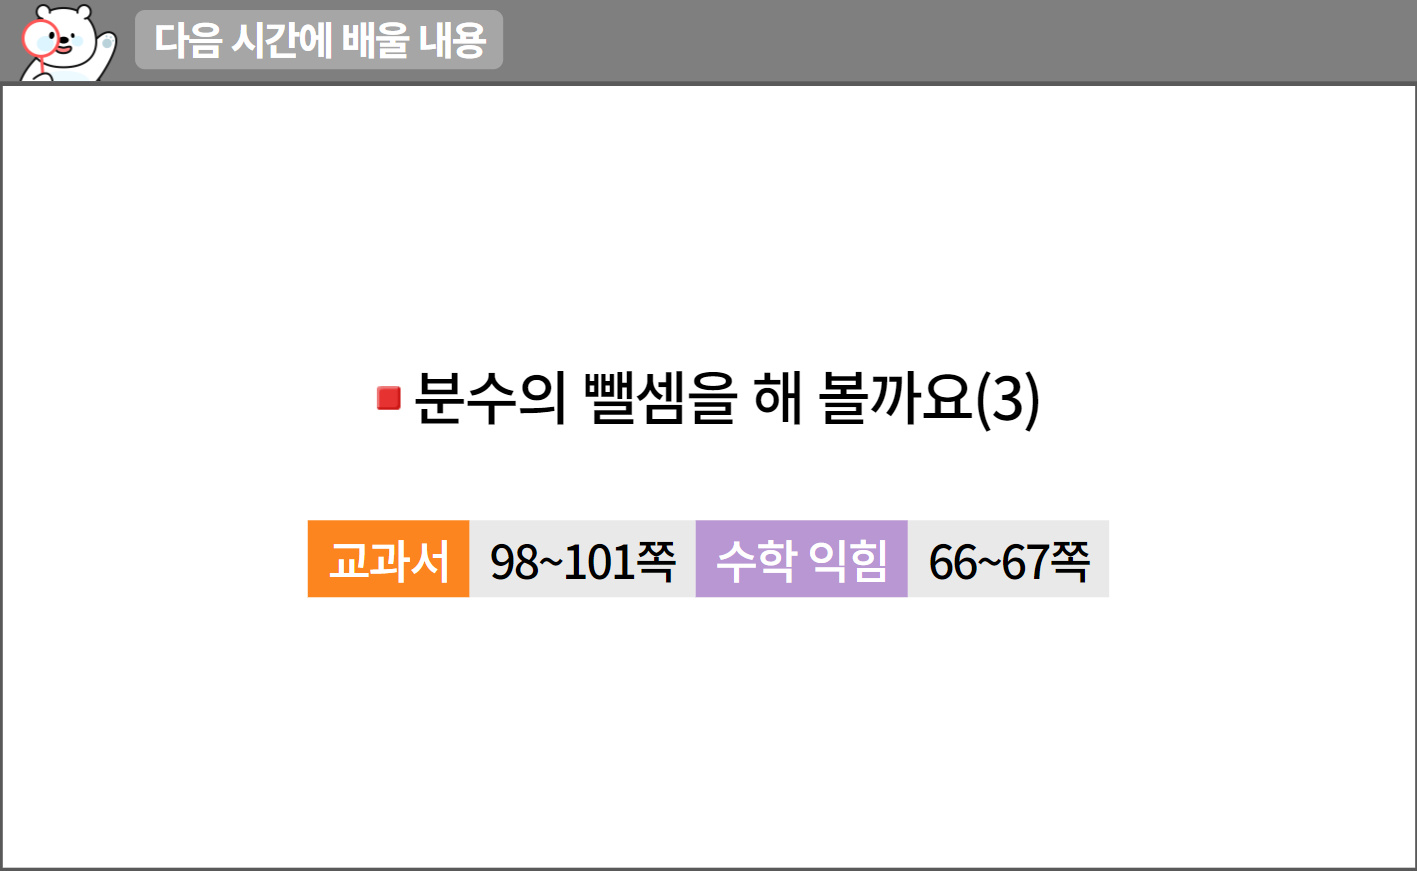 다음 시간에 배울 내용
분수의 뺄셈을 해 볼까요(3)
교과서 98~101쪽 수학 익힘 66~67쪽